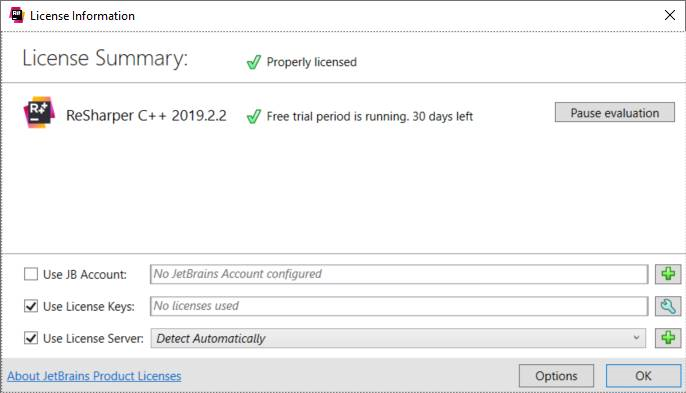 License Information
License Summary: Properly licensed
ReSharper C++ 2019.2.2 Free trial period is running. 30 days left Pause evaluation
Use JB Account: No JetBrains Account configured
Use License Keys: No licenses used
Use License Server: Detect Automatically
About JetBrains Product Licenses Options OK